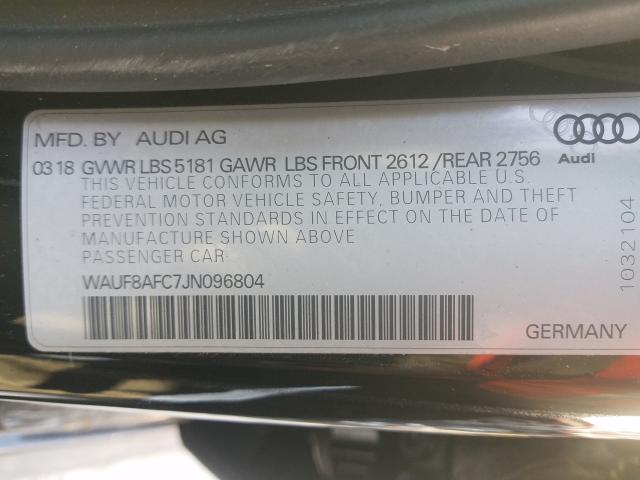 MFD. BY AUDI AG
03 18 GVWR LBS 5181 GAWR LBS FRONT 2612 /REAR 2756
Audi
THIS VEHICLE CONFORMS TO ALL APPLICABLE U.S.
FEDERAL MOTOR VEHICLE SAFETY, BUMPER AND THEFT
PREVENTION STANDARDS IN EFFECT ON THE DATE OF
MANUFACTURE SHOWN ABOVE
PASSENGER CAR
WAUF8AFC7JN096804
GERMANY
1032104